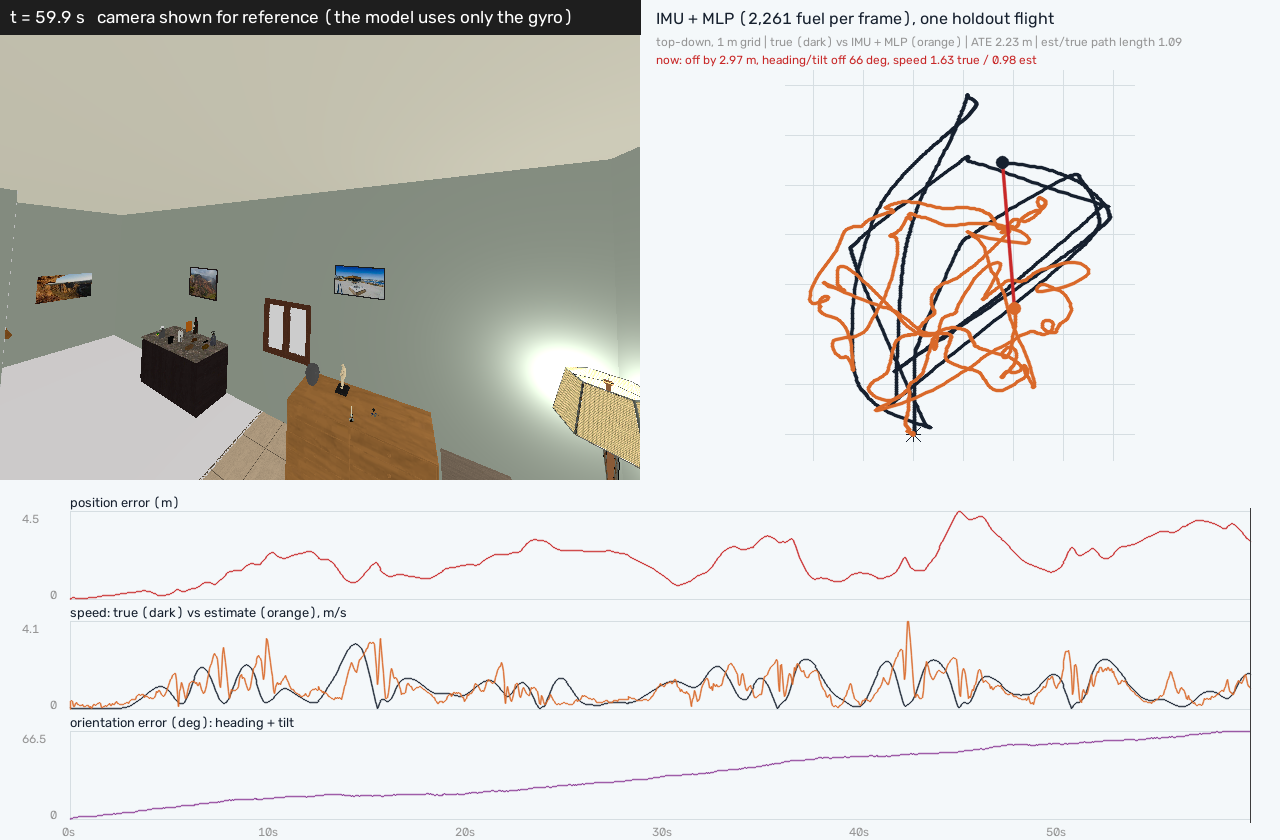 t = 59.9 s   camera shown for reference (the model uses only the gyro)
IMU + MLP (2,261 fuel per frame), one holdout flight
top-down, 1 m grid | true (dark) vs IMU + MLP (orange) | ATE 2.23 m | est/true path length 1.09
now: off by 2.97 m, heading/tilt off 66 deg, speed 1.63 true / 0.98 est
position error (m)
4.5
0
speed: true (dark) vs estimate (orange), m/s
4.1
0
orientation error (deg): heading + tilt
66.5
0
0s 10s 20s 30s 40s 50s